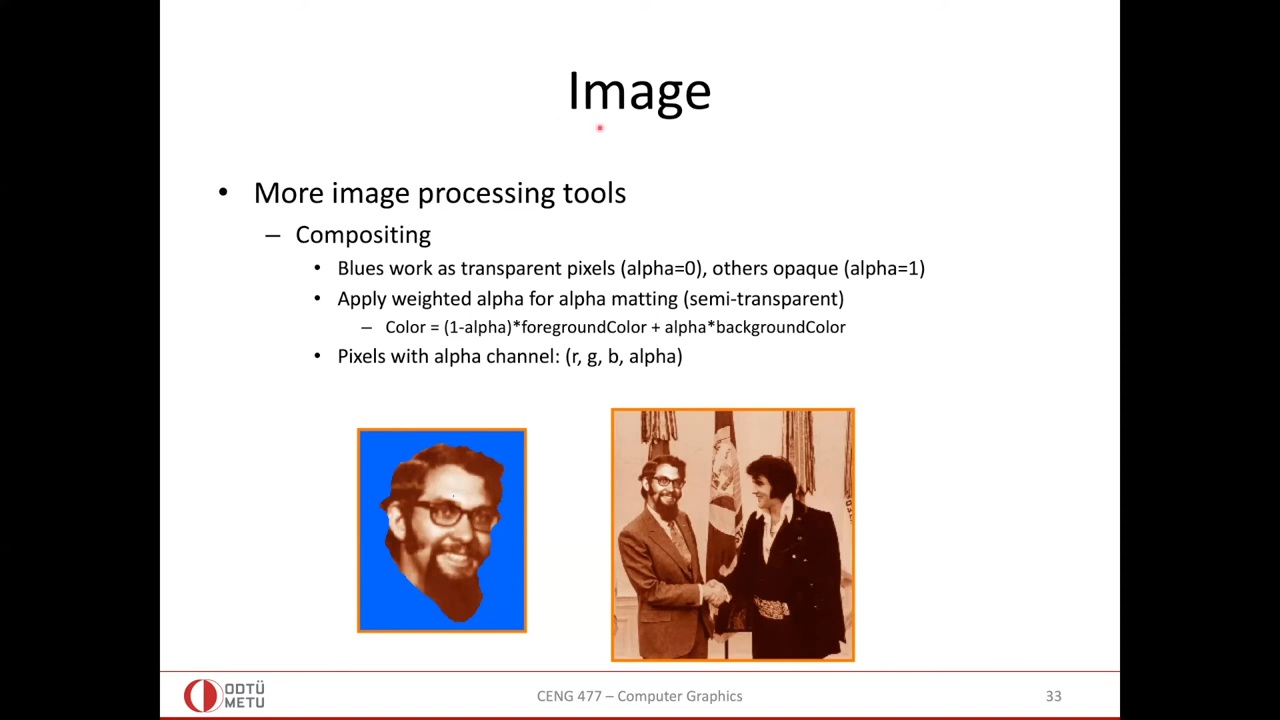 Image
• More image processing tools
– Compositing
• Blues work as transparent pixels (alpha=0), others opaque (alpha=1)
• Apply weighted alpha for alpha matting (semi-transparent)
– Color = (1-alpha)*foregroundColor + alpha*backgroundColor
• Pixels with alpha channel: (r, g, b, alpha)
ODTÜ
METU
CENG 477 – Computer Graphics
33